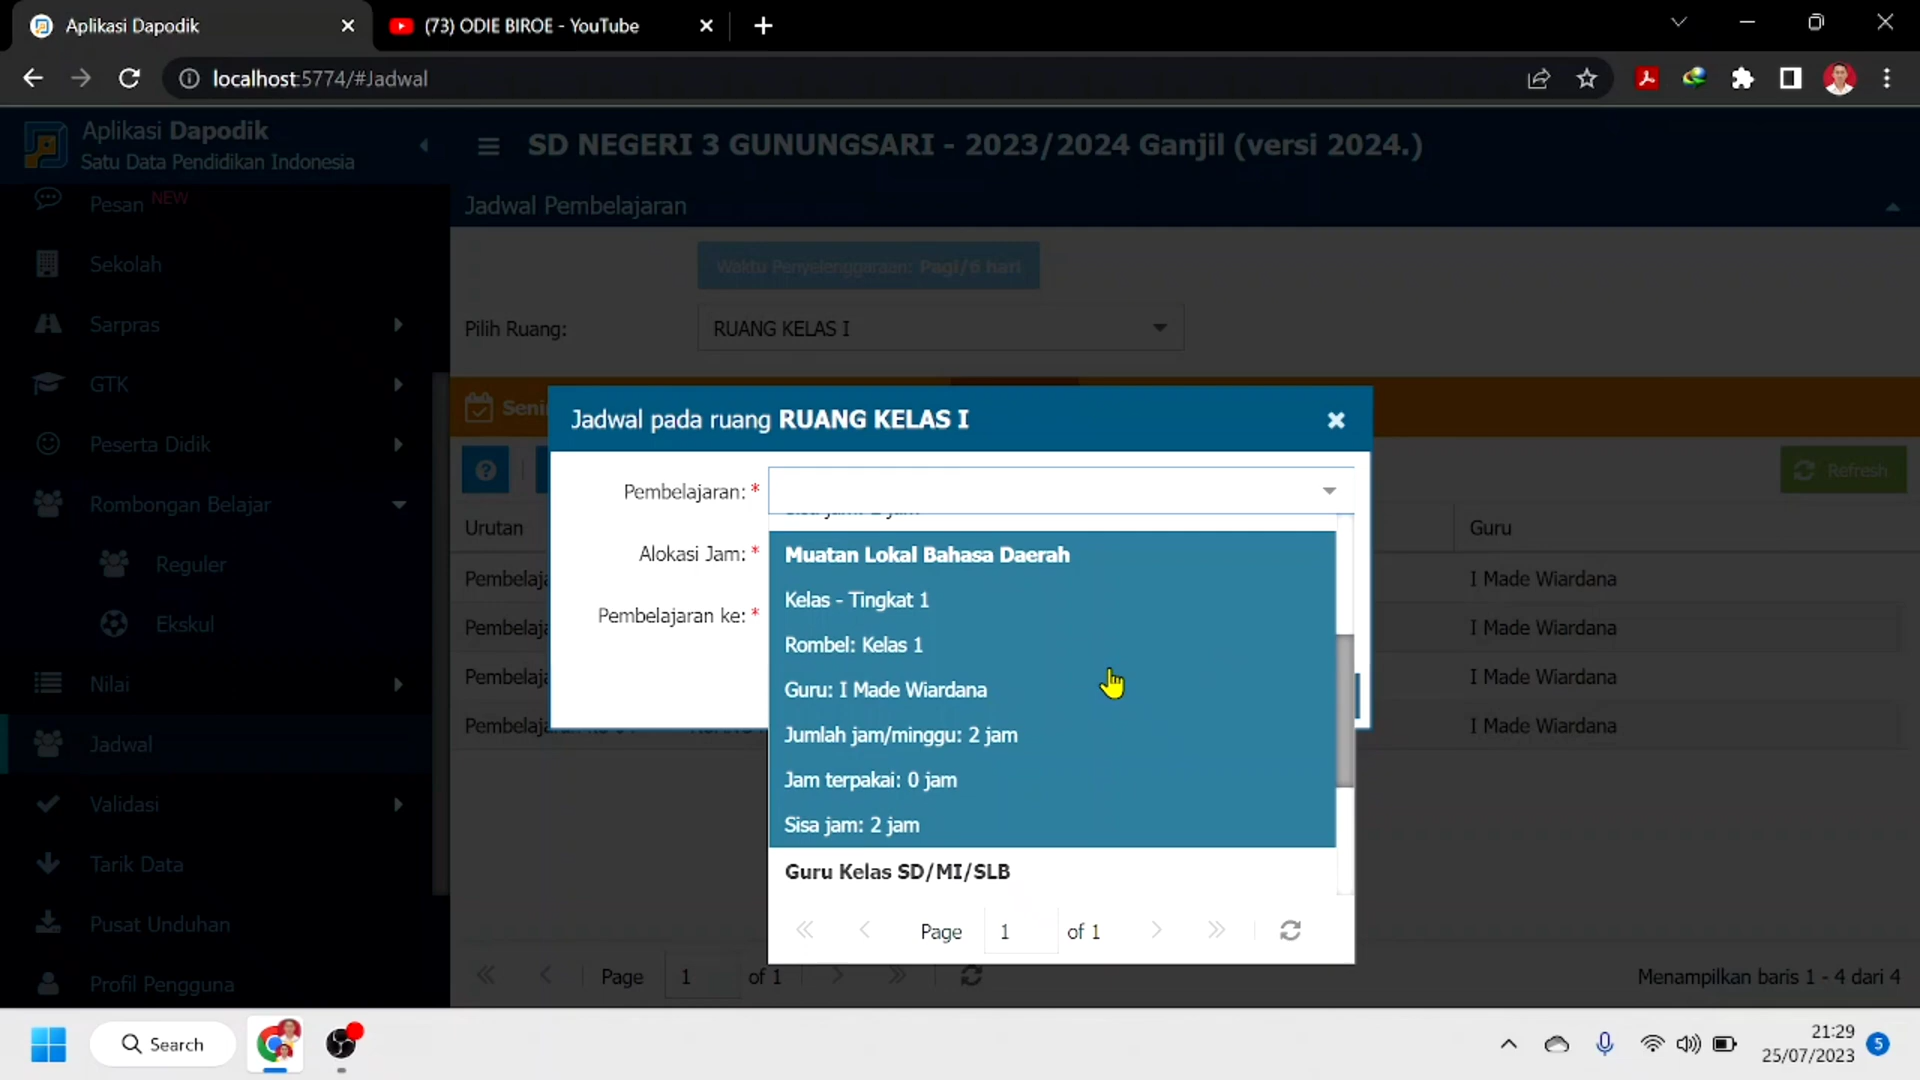 Aplikasi Dapodik
(73) ODIE BIROE - YouTube
localhost:5774/#Jadwal
Aplikasi Dapodik
Satu Data Pendidikan Indonesia
SD NEGERI 3 GUNUNGSARI - 2023/2024 Ganjil (versi 2024.)
Pesan NEW
Sekolah
Sarpras
GTK
Peserta Didik
Rombongan Belajar
Reguler
Ekskul
Nilai
Jadwal
Validasi
Tarik Data
Pusat Unduhan
Profil Pengguna
Jadwal Pembelajaran
Waktu Penyelenggaraan: Pagi/6 hari
Pilih Ruang:
RUANG KELAS I
Refresh
Urutan
Guru
I Made Wiardana
I Made Wiardana
I Made Wiardana
I Made Wiardana
Jadwal pada ruang RUANG KELAS I
Pembelajaran: *
Alokasi Jam: *
Pembelajaran ke: *
Muatan Lokal Bahasa Daerah
Kelas - Tingkat 1
Rombel: Kelas 1
Guru: I Made Wiardana
Jumlah jam/minggu: 2 jam
Jam terpakai: 0 jam
Sisa jam: 2 jam
Guru Kelas SD/MI/SLB
Page 1 of 1
Page 1 of 1
Menampilkan baris 1 - 4 dari 4
Search
21:29
25/07/2023
5